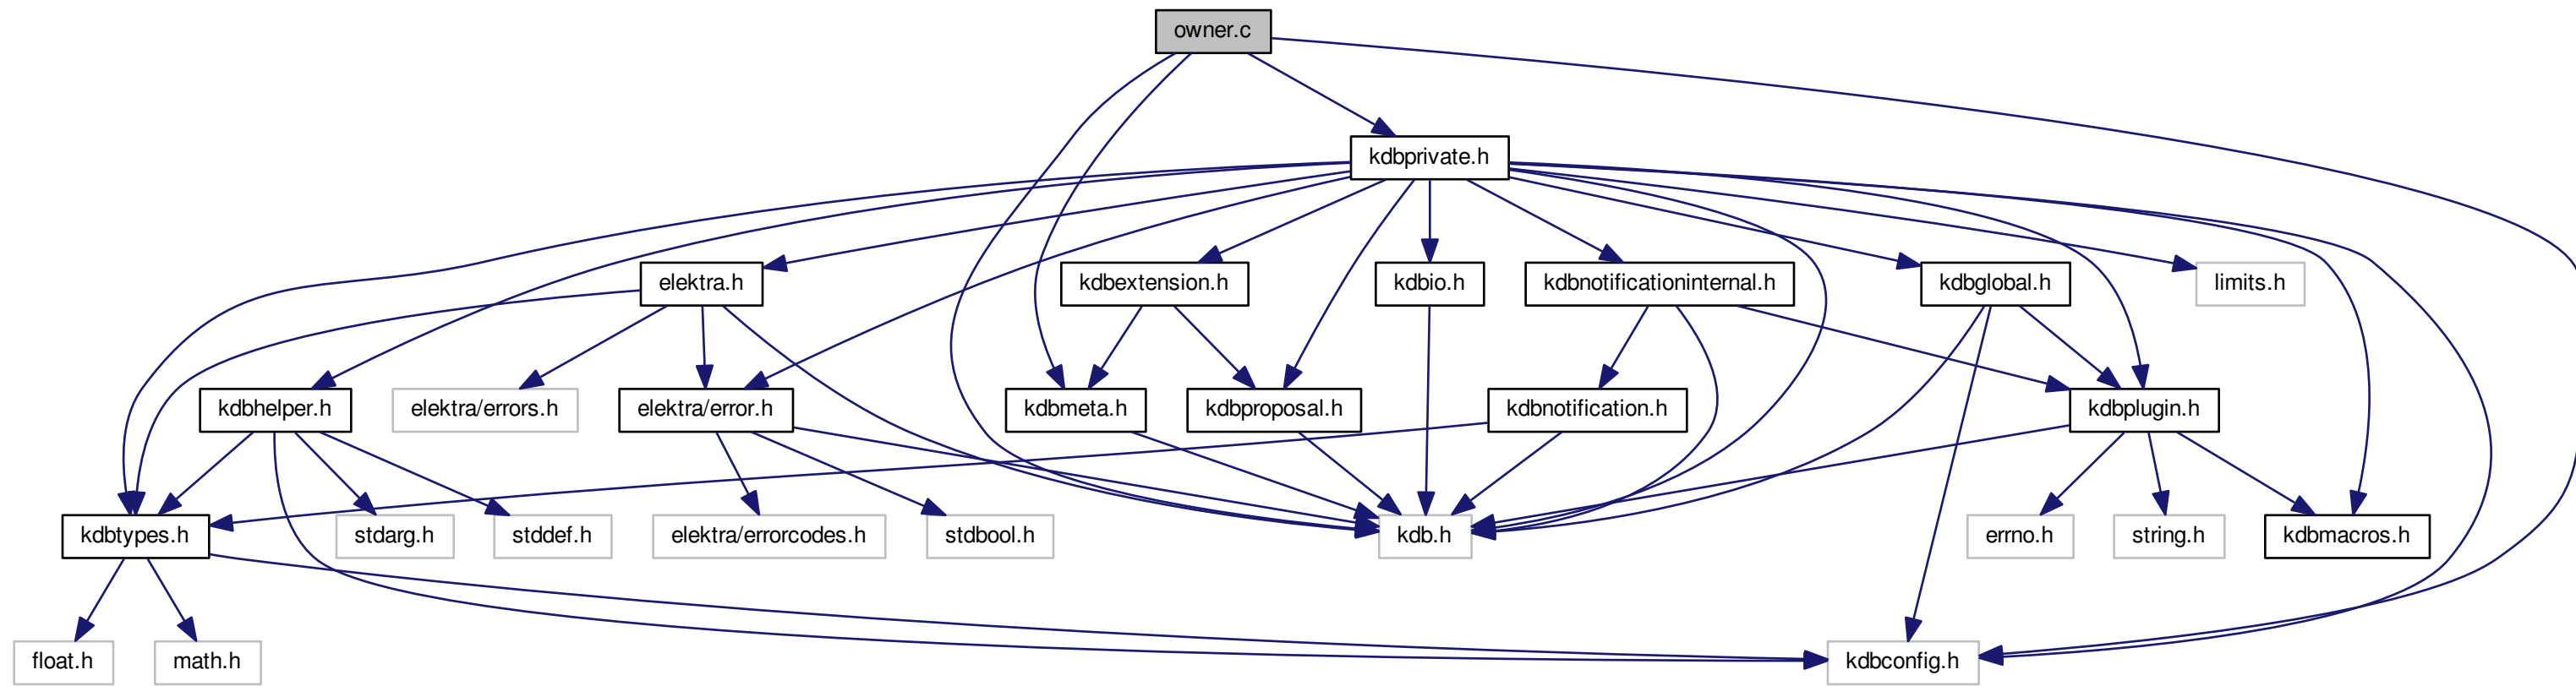 owner.c
kdbprivate.h
elektra.h
kdbextension.h
kdbio.h
kdbnotificationinternal.h
kdbglobal.h
limits.h
kdbhelper.h
elektra/errors.h
elektra/error.h
kdbmeta.h
kdbproposal.h
kdbnotification.h
kdbplugin.h
kdbtypes.h
stdarg.h
stddef.h
elektra/errorcodes.h
stdbool.h
kdb.h
errno.h
string.h
kdbmacros.h
float.h
math.h
kdbconfig.h